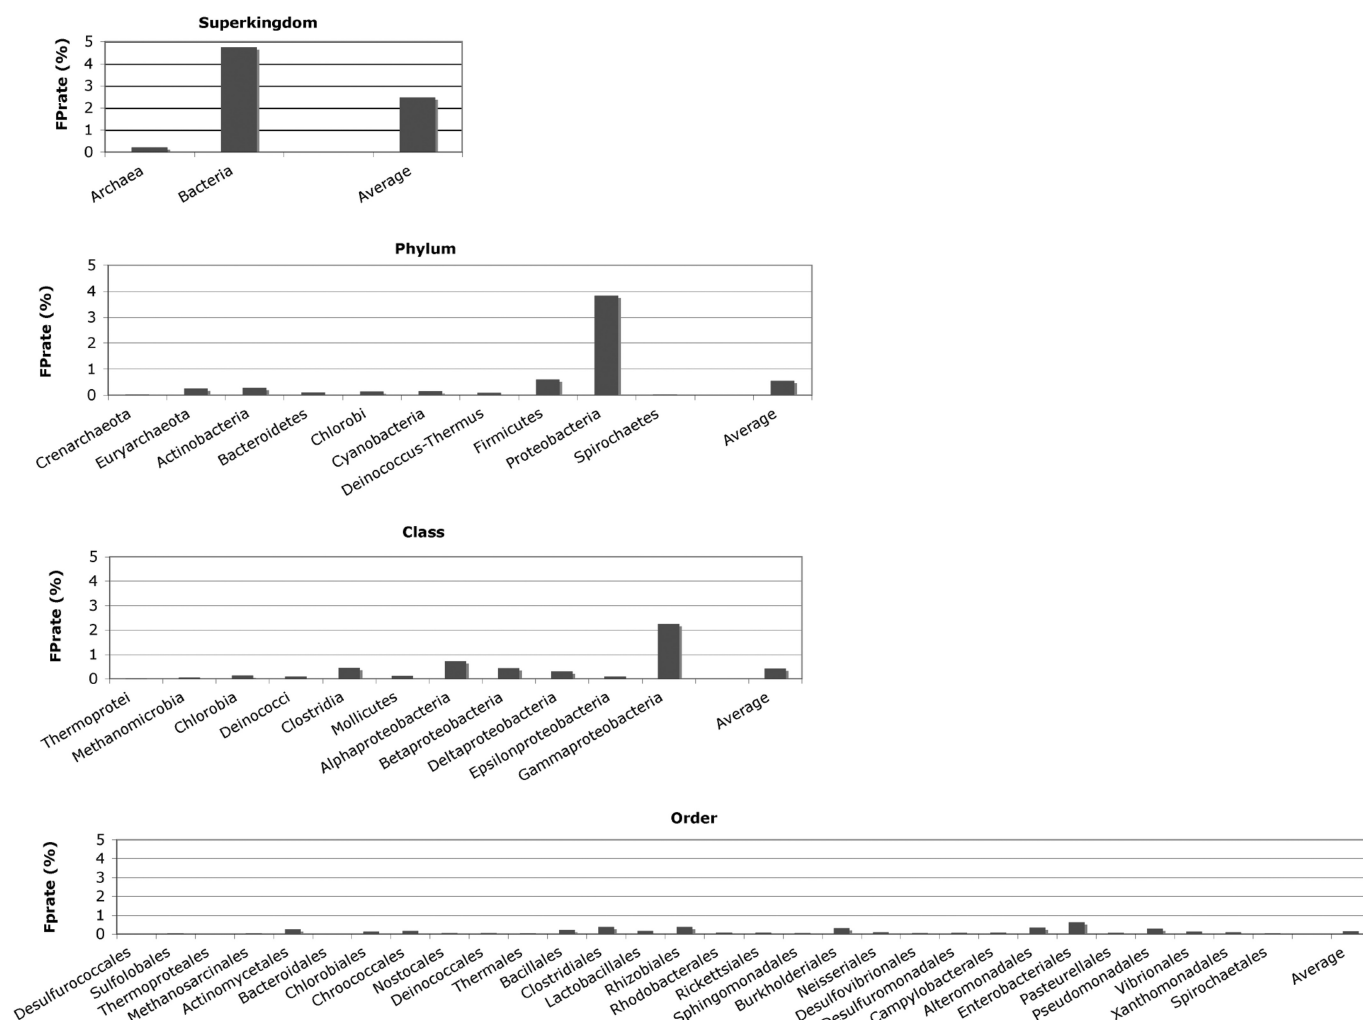 Superkingdom
FPrate (%)
5
4
3
2
1
0
Archaea
Bacteria
Average
Phylum
FPrate (%)
5
4
3
2
1
0
Crenarchaeota
Euryarchaeota
Actinobacteria
Bacteroidetes
Chlorobi
Cyanobacteria
Deinococcus-Thermus
Firmicutes
Proteobacteria
Spirochaetes
Average
Class
FPrate (%)
5
4
3
2
1
0
Thermoprotei
Methanomicrobia
Chlorobia
Deinococci
Clostridia
Mollicutes
Alphaproteobacteria
Betaproteobacteria
Deltaproteobacteria
Epsilonproteobacteria
Gammaproteobacteria
Average
Order
Fprate (%)
5
4
3
2
1
0
Desulfurococcales
Sulfolobales
Thermoproteales
Methanosarcinales
Actinomycetales
Bacteroidales
Chlorobiales
Chroococcales
Nostocales
Deinococcales
Thermales
Bacillales
Clostridiales
Lactobacillales
Rhizobiales
Rhodobacterales
Rickettsiales
Sphingomonadales
Burkholderiales
Neisseriales
Desulfovibrionales
Desulfuromonadales
Campylobacterales
Alteromonadales
Enterobacteriales
Pasteurellales
Pseudomonadales
Vibrionales
Xanthomonadales
Spirochaetales
Average